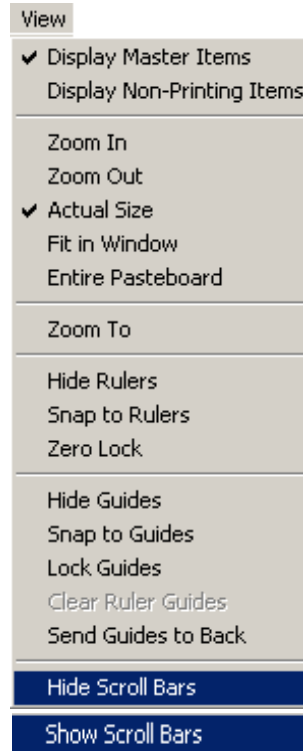 View
Display Master Items
Display Non-Printing Items
Zoom In
Zoom Out
Actual Size
Fit in Window
Entire Pasteboard
Zoom To
Hide Rulers
Snap to Rulers
Zero Lock
Hide Guides
Snap to Guides
Lock Guides
Clear Ruler Guides
Send Guides to Back
Hide Scroll Bars
Show Scroll Bars